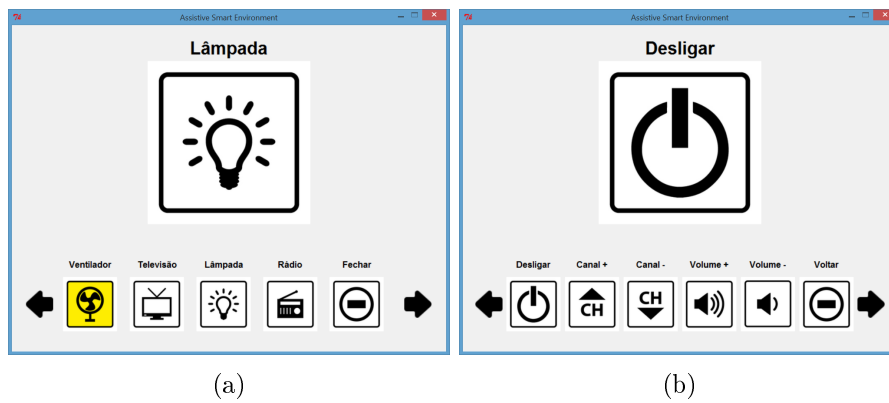 Assistive Smart Environment
Lâmpada
Ventilador Televisão Lâmpada Rádio Fechar
(a)
Assistive Smart Environment
Desligar
Desligar Canal + Canal - Volume + Volume - Voltar
CH CH
(b)